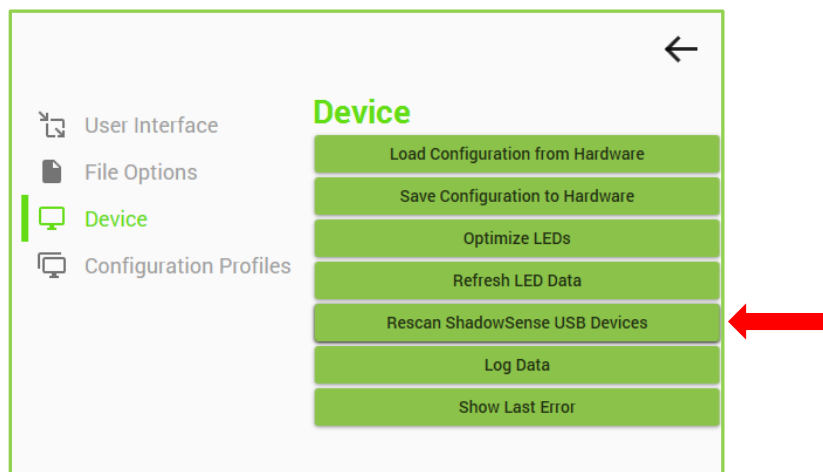 User Interface
File Options
Device
Configuration Profiles
Device
Load Configuration from Hardware
Save Configuration to Hardware
Optimize LEDs
Refresh LED Data
Rescan ShadowSense USB Devices
Log Data
Show Last Error